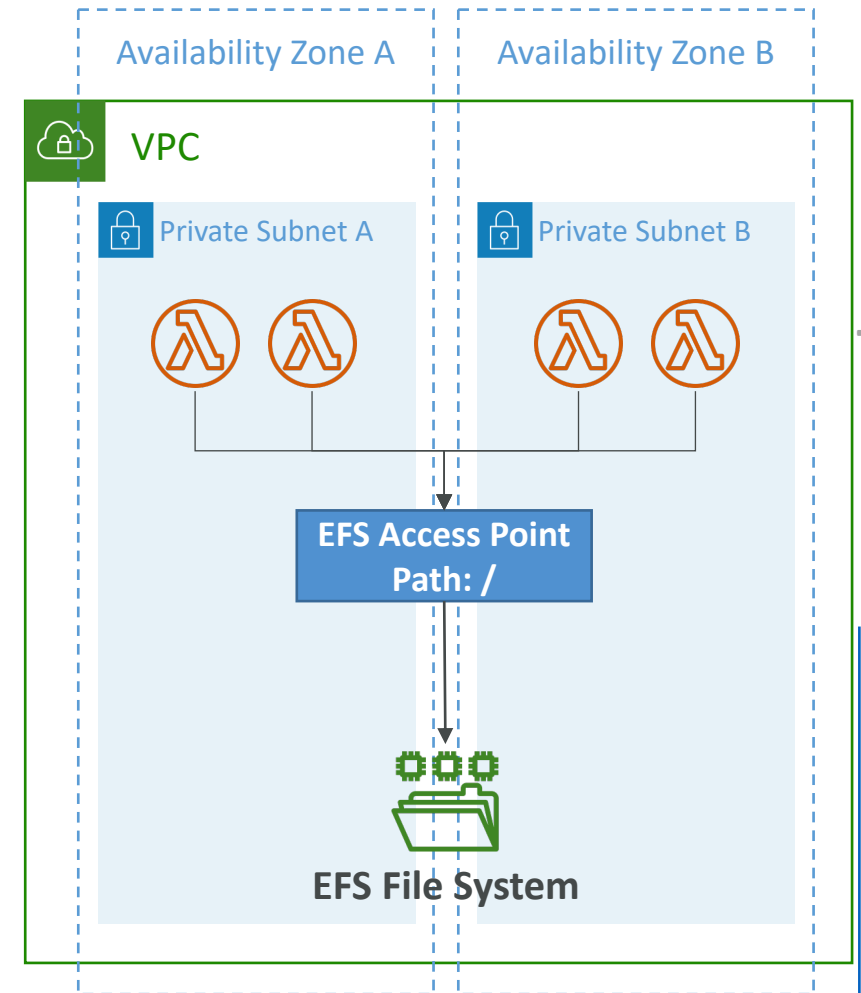 Availability Zone A
Availability Zone B
VPC
Private Subnet A
Private Subnet B
EFS Access Point
Path: /
EFS File System